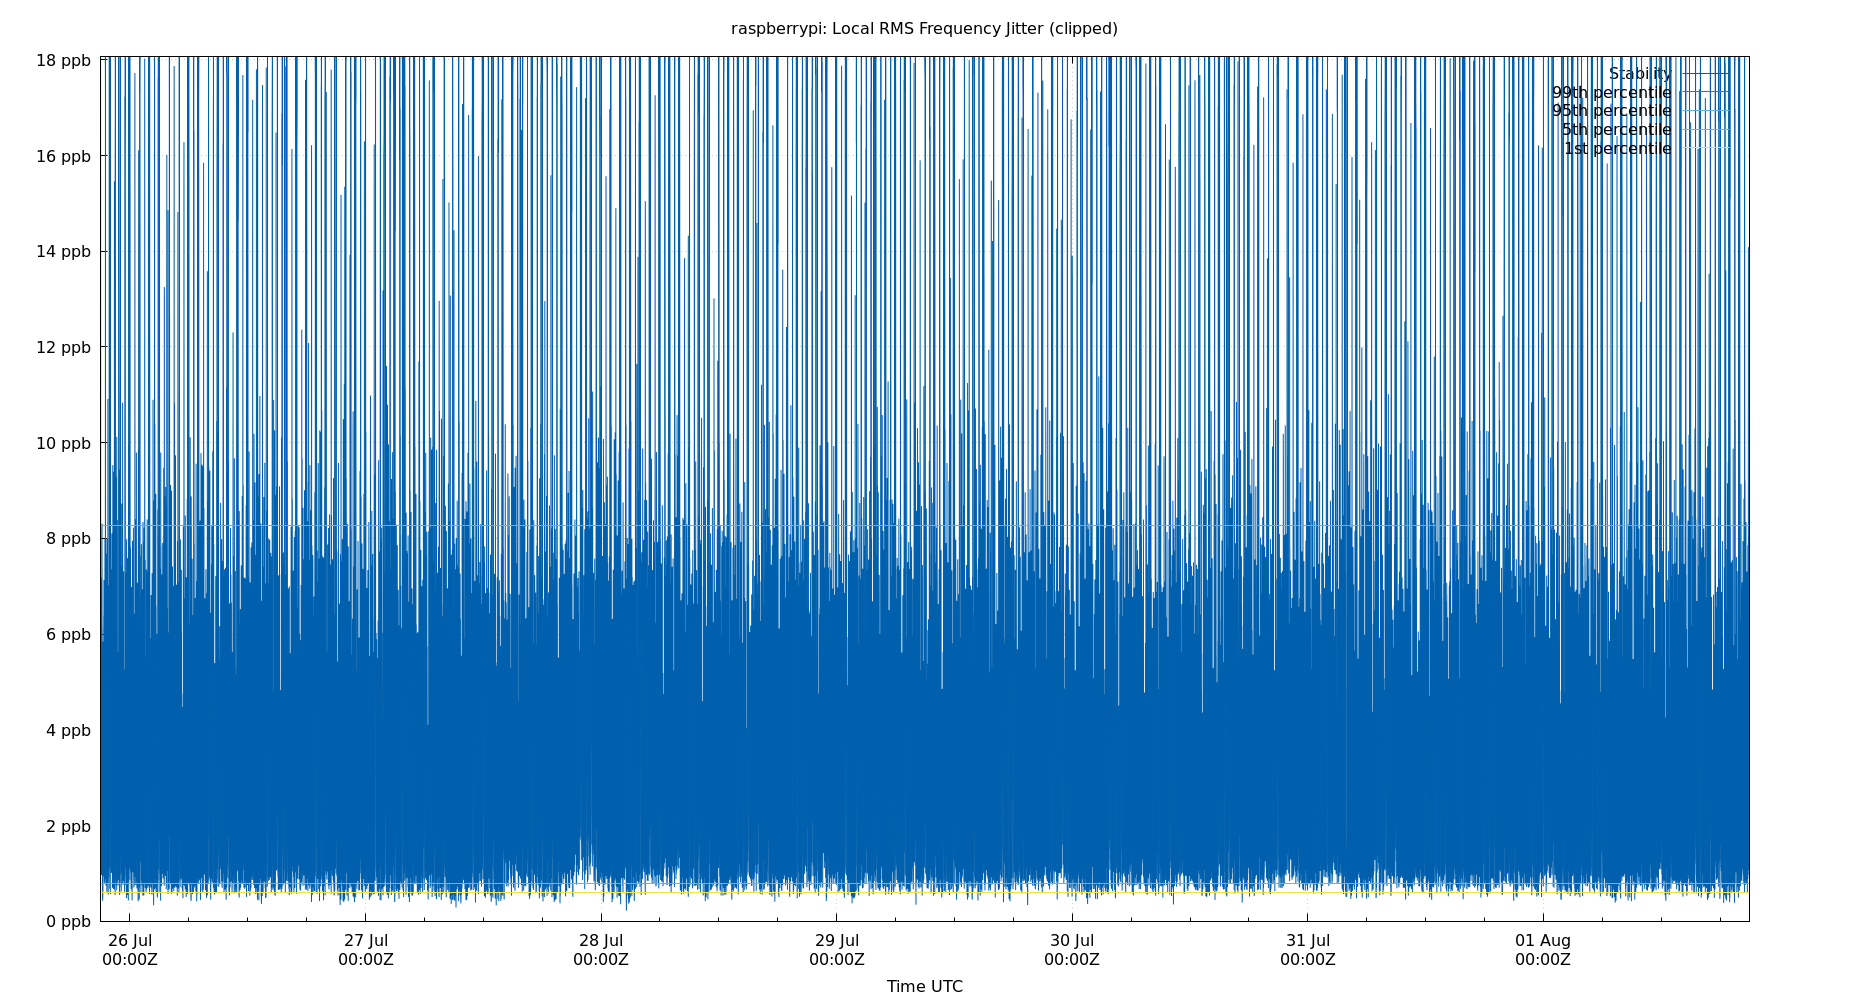 raspberrypi: Local RMS Frequency Jitter (clipped)
18 ppb
16 ppb
14 ppb
12 ppb
10 ppb
8 ppb
6 ppb
4 ppb
2 ppb
0 ppb
Stability
99th percentile
95th percentile
5th percentile
1st percentile
26 Jul
00:00Z
27 Jul
00:00Z
28 Jul
00:00Z
29 Jul
00:00Z
30 Jul
00:00Z
31 Jul
00:00Z
01 Aug
00:00Z
Time UTC